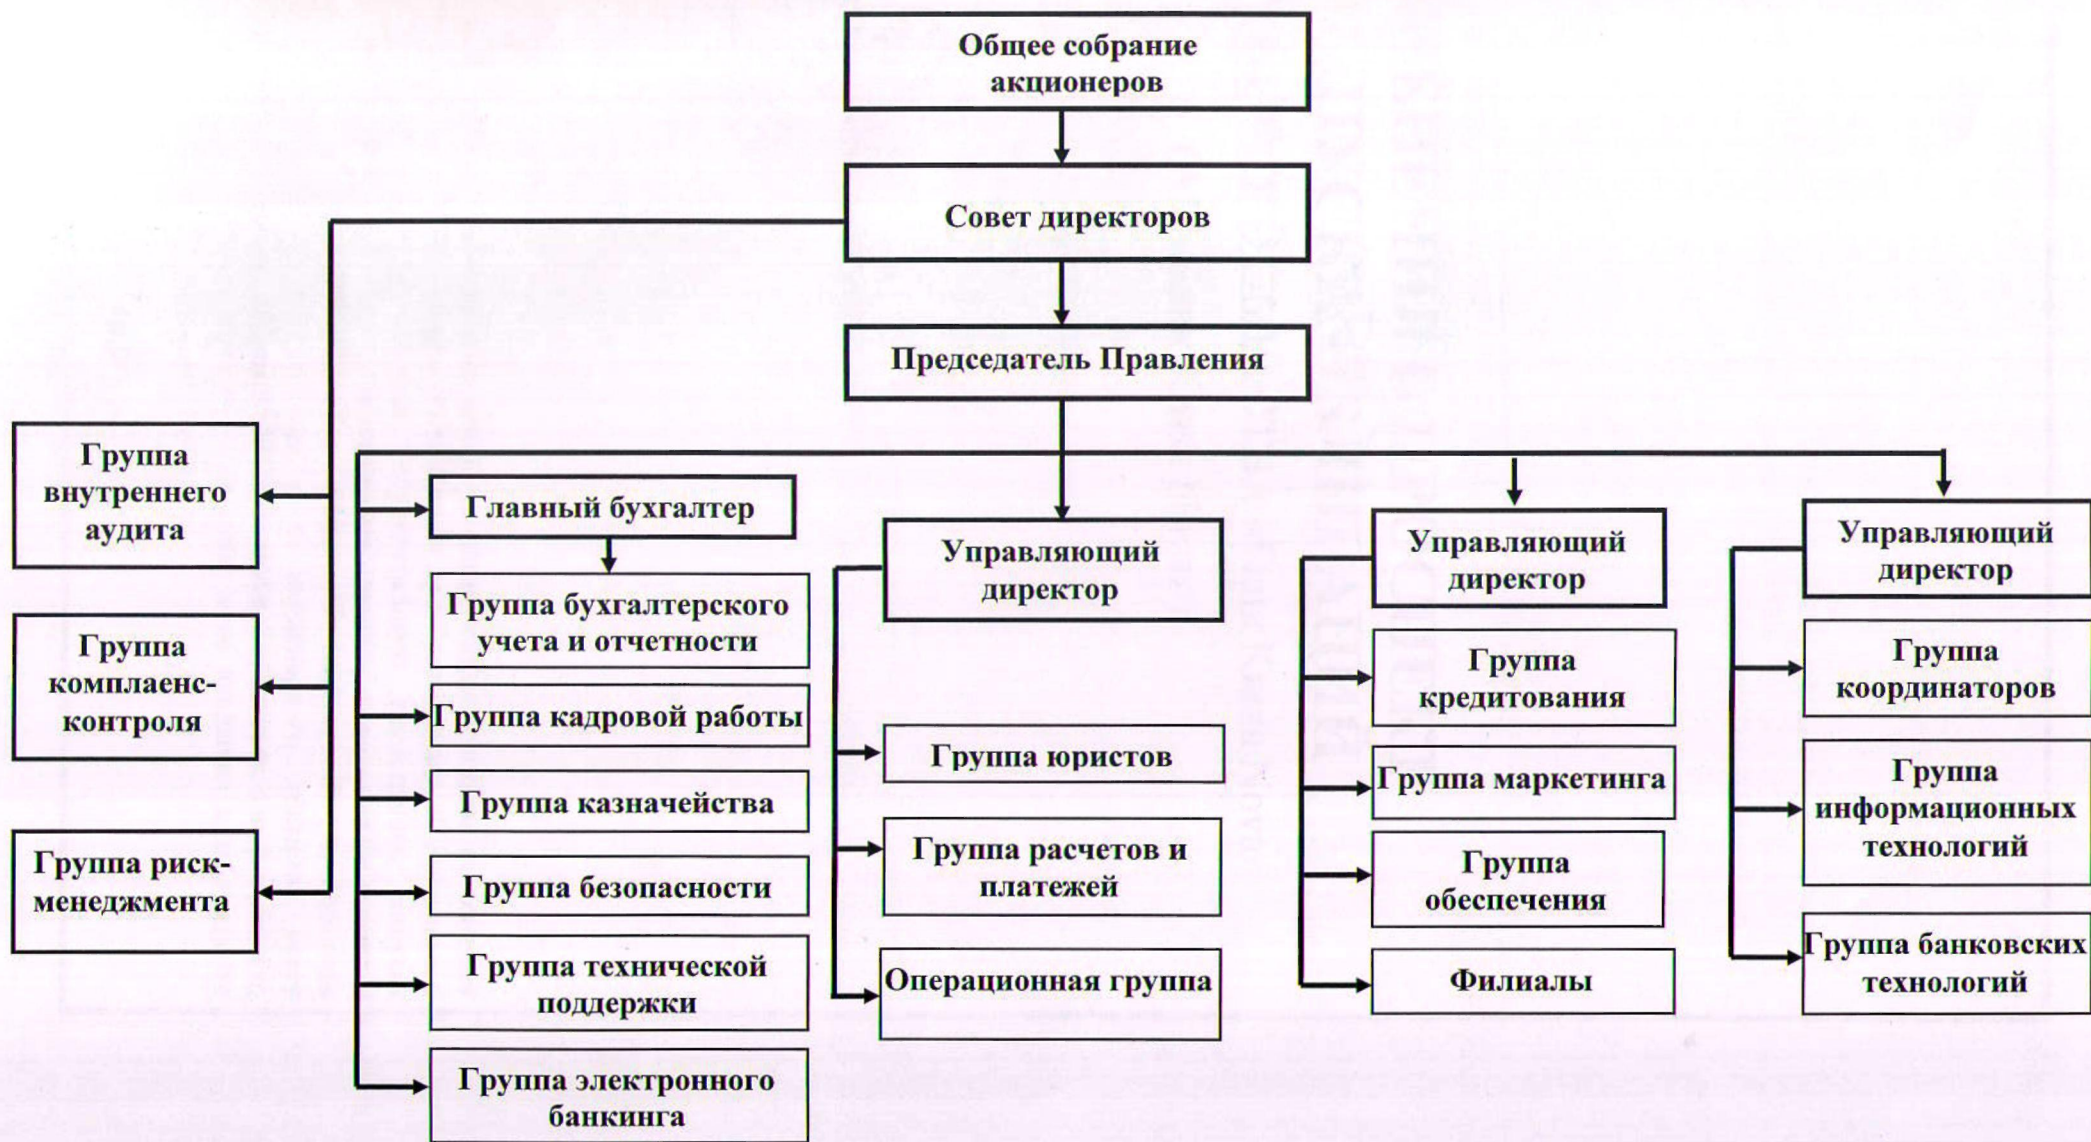 Общее собрание
акционеров
Совет директоров
Председатель Правления
Группа
внутреннего
аудита
Группа
комплаенс-
контроля
Группа риск-
менеджмента
Главный бухгалтер
Группа бухгалтерского
учета и отчетности
Группа кадровой работы
Группа казначейства
Группа безопасности
Группа технической
поддержки
Группа электронного
банкинга
Управляющий
директор
Группа юристов
Группа расчетов и
платежей
Операционная группа
Управляющий
директор
Группа
кредитования
Группа маркетинга
Группа
обеспечения
Филиалы
Управляющий
директор
Группа
координаторов
Группа
информационных
технологий
Группа банковских
технологий